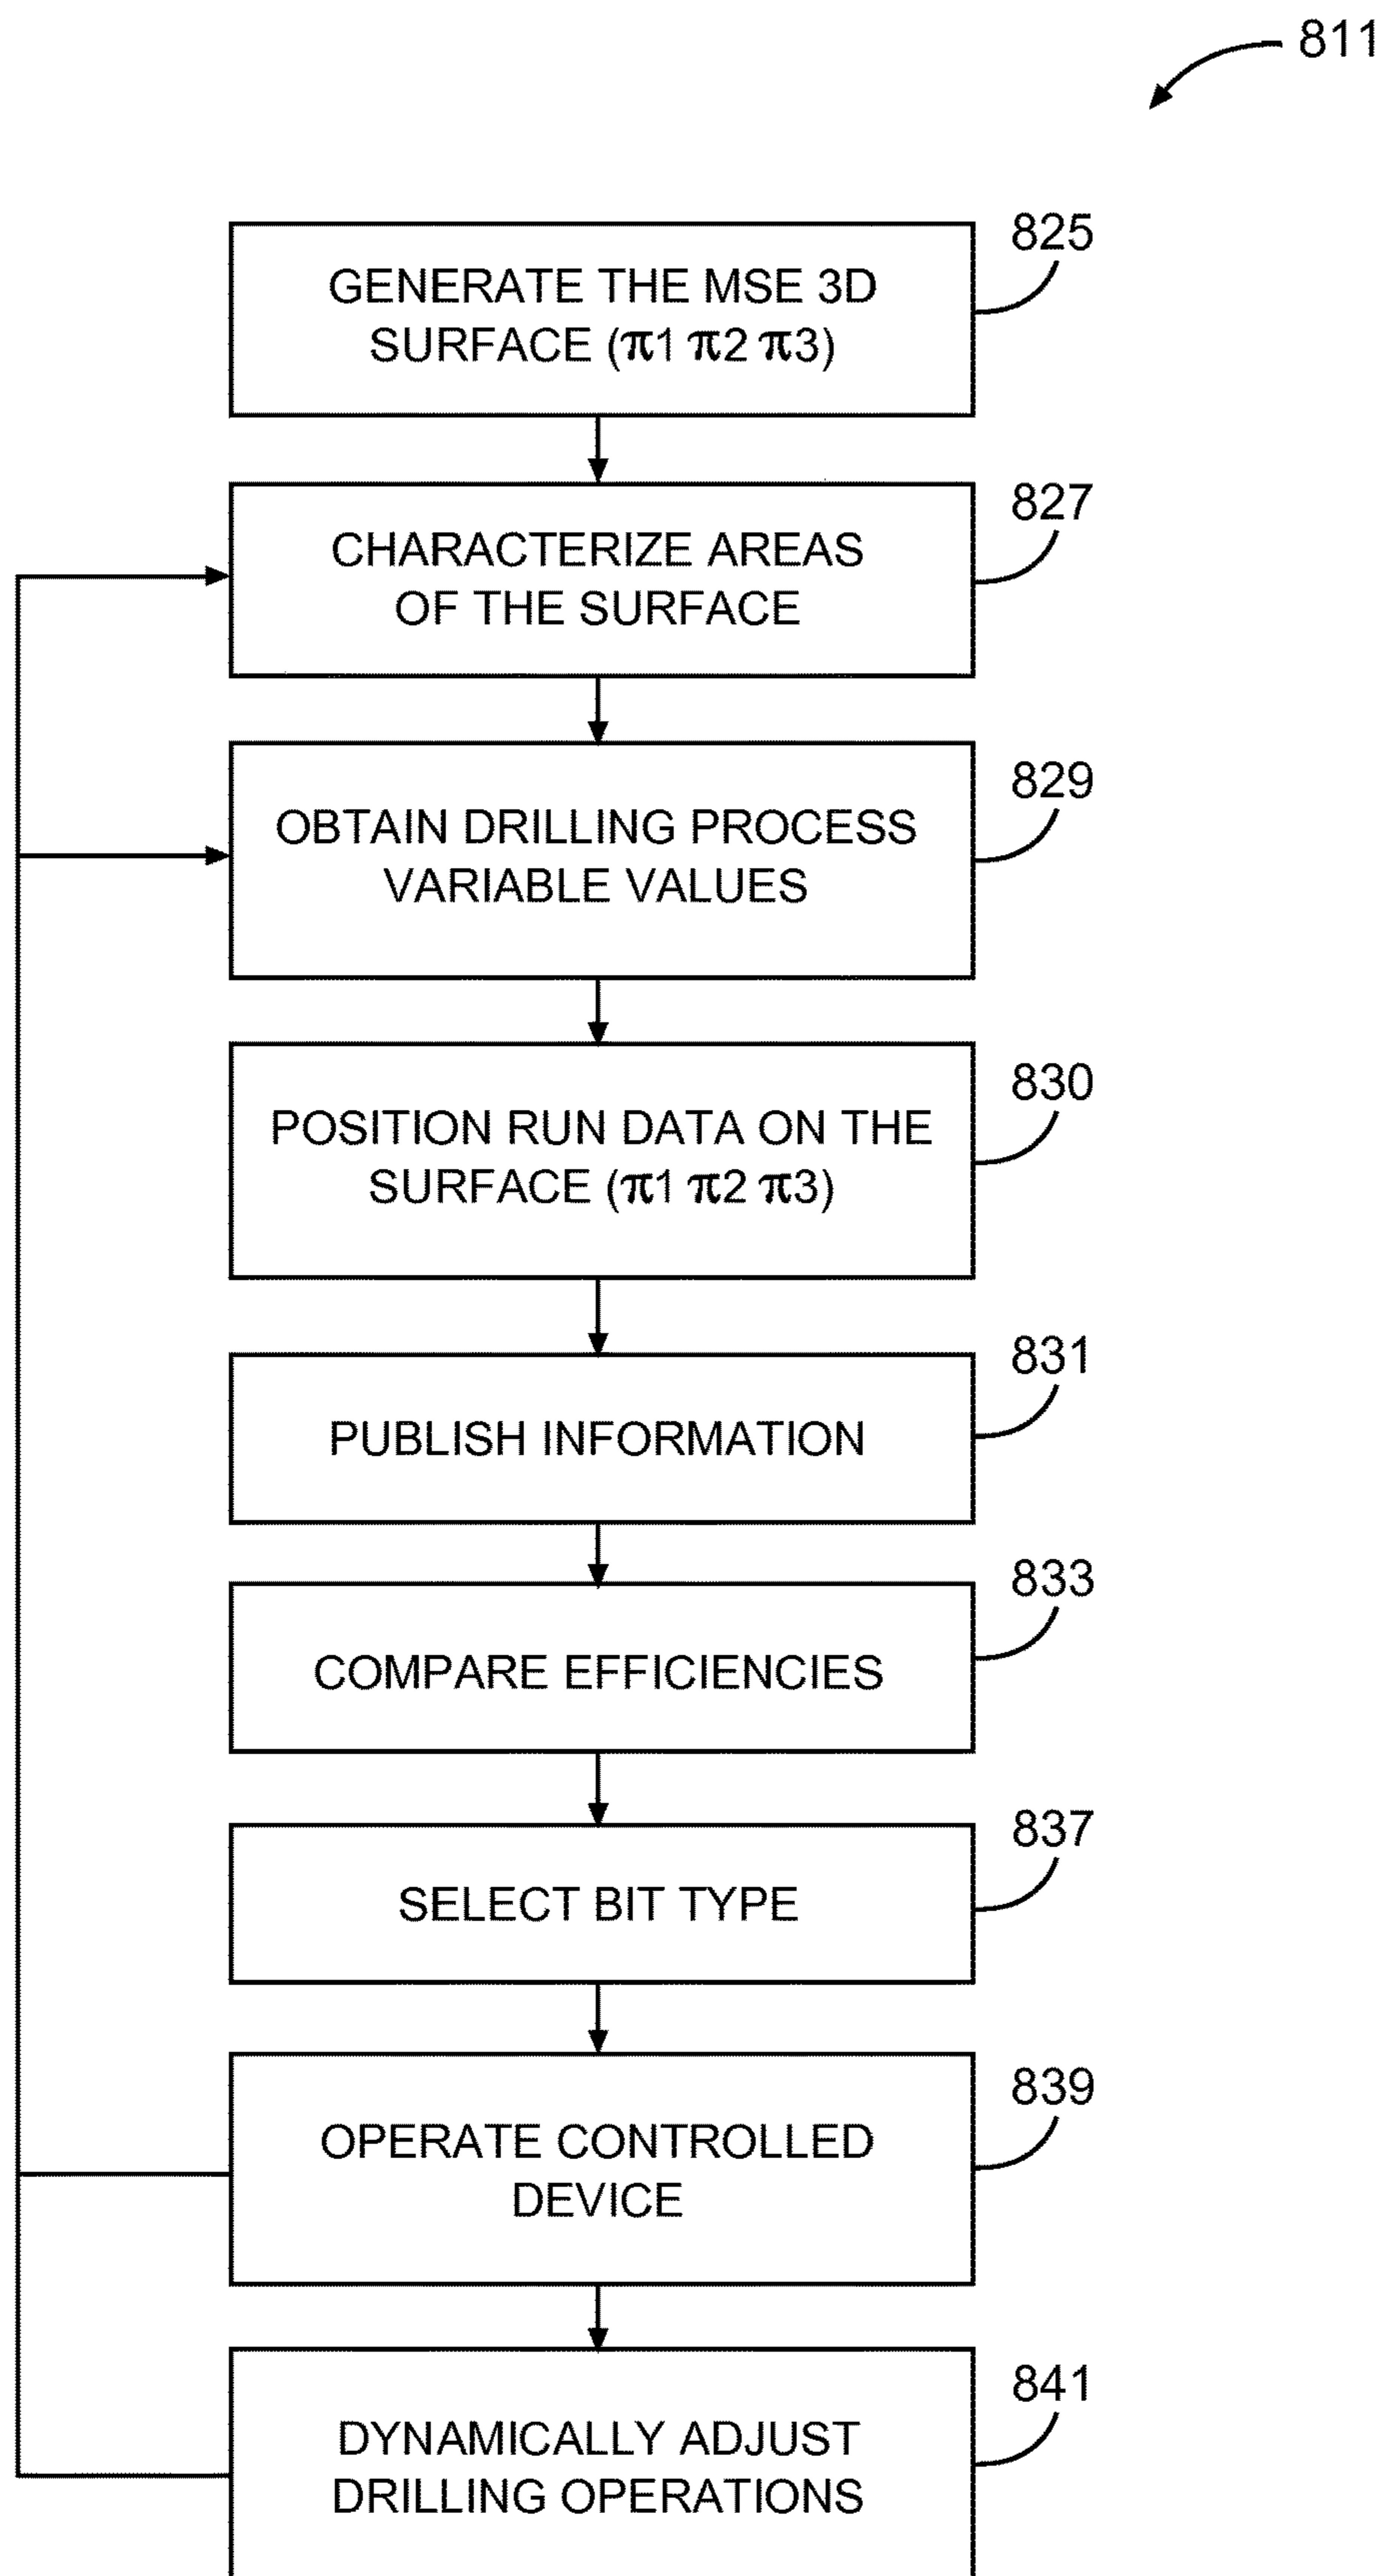 811
825
GENERATE THE MSE 3D
SURFACE (π1 π2 π3)
827
CHARACTERIZE AREAS
OF THE SURFACE
829
OBTAIN DRILLING PROCESS
VARIABLE VALUES
830
POSITION RUN DATA ON THE
SURFACE (π1 π2 π3)
831
PUBLISH INFORMATION
833
COMPARE EFFICIENCIES
837
SELECT BIT TYPE
839
OPERATE CONTROLLED
DEVICE
841
DYNAMICALLY ADJUST
DRILLING OPERATIONS